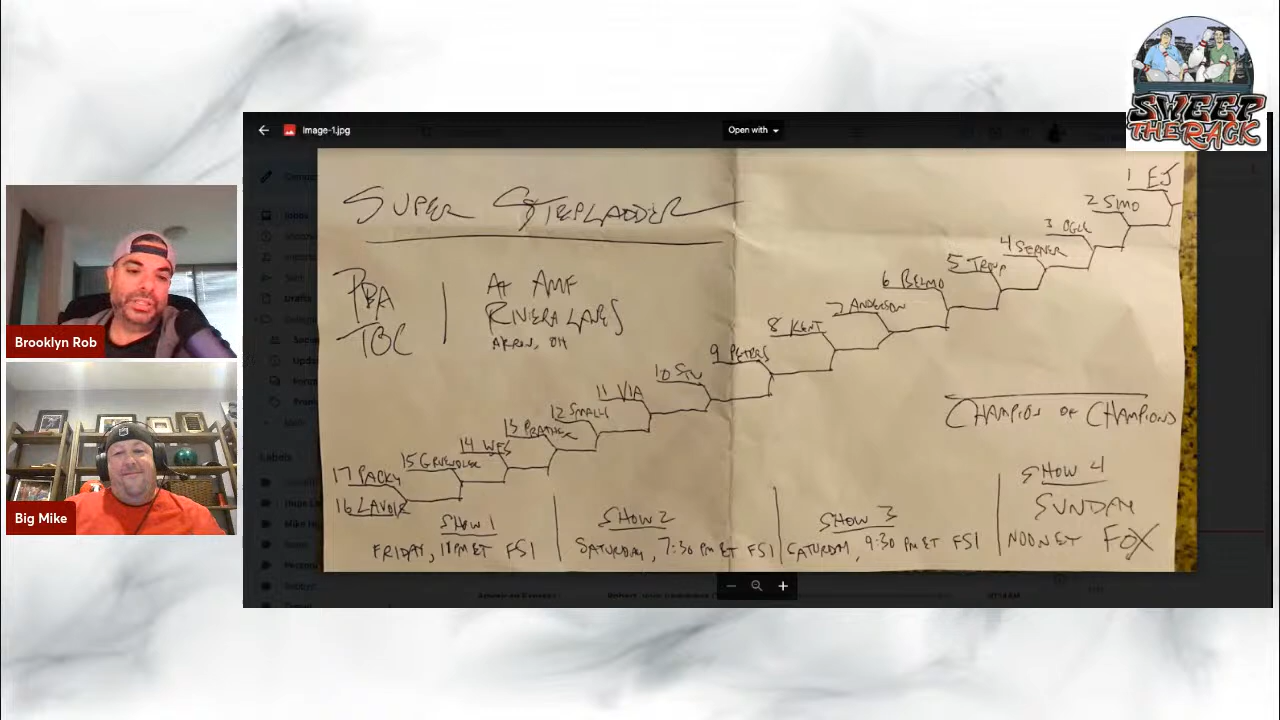 SWEEP
THE RACK
Image-1.jpg
Open with
SUPER STEPLADDER
PBA
TOC
At AMF
RIVIERA LANES
AKRON, OH
1 EJ
2 SIMO
3 OGLE
4 SERNER
5 TROUP
6 BELMO
7 ANDERSON
8 KENT
9 PETERS
10 STU
11 VIA
12 SMALL
13 PRATHER
14 WES
15
17 PACKY
16 LAVOIE
CHAMPION OF CHAMPIONS
SHOW 1
FRIDAY, 11 PM ET FS1
SHOW 2
SATURDAY, 7:30 PM ET FS1
SHOW 3
SATURDAY, 9:30 PM ET FS1
SHOW 4
SUNDAY
NOON ET FOX
Brooklyn Rob
Big Mike
Drafts
Labels